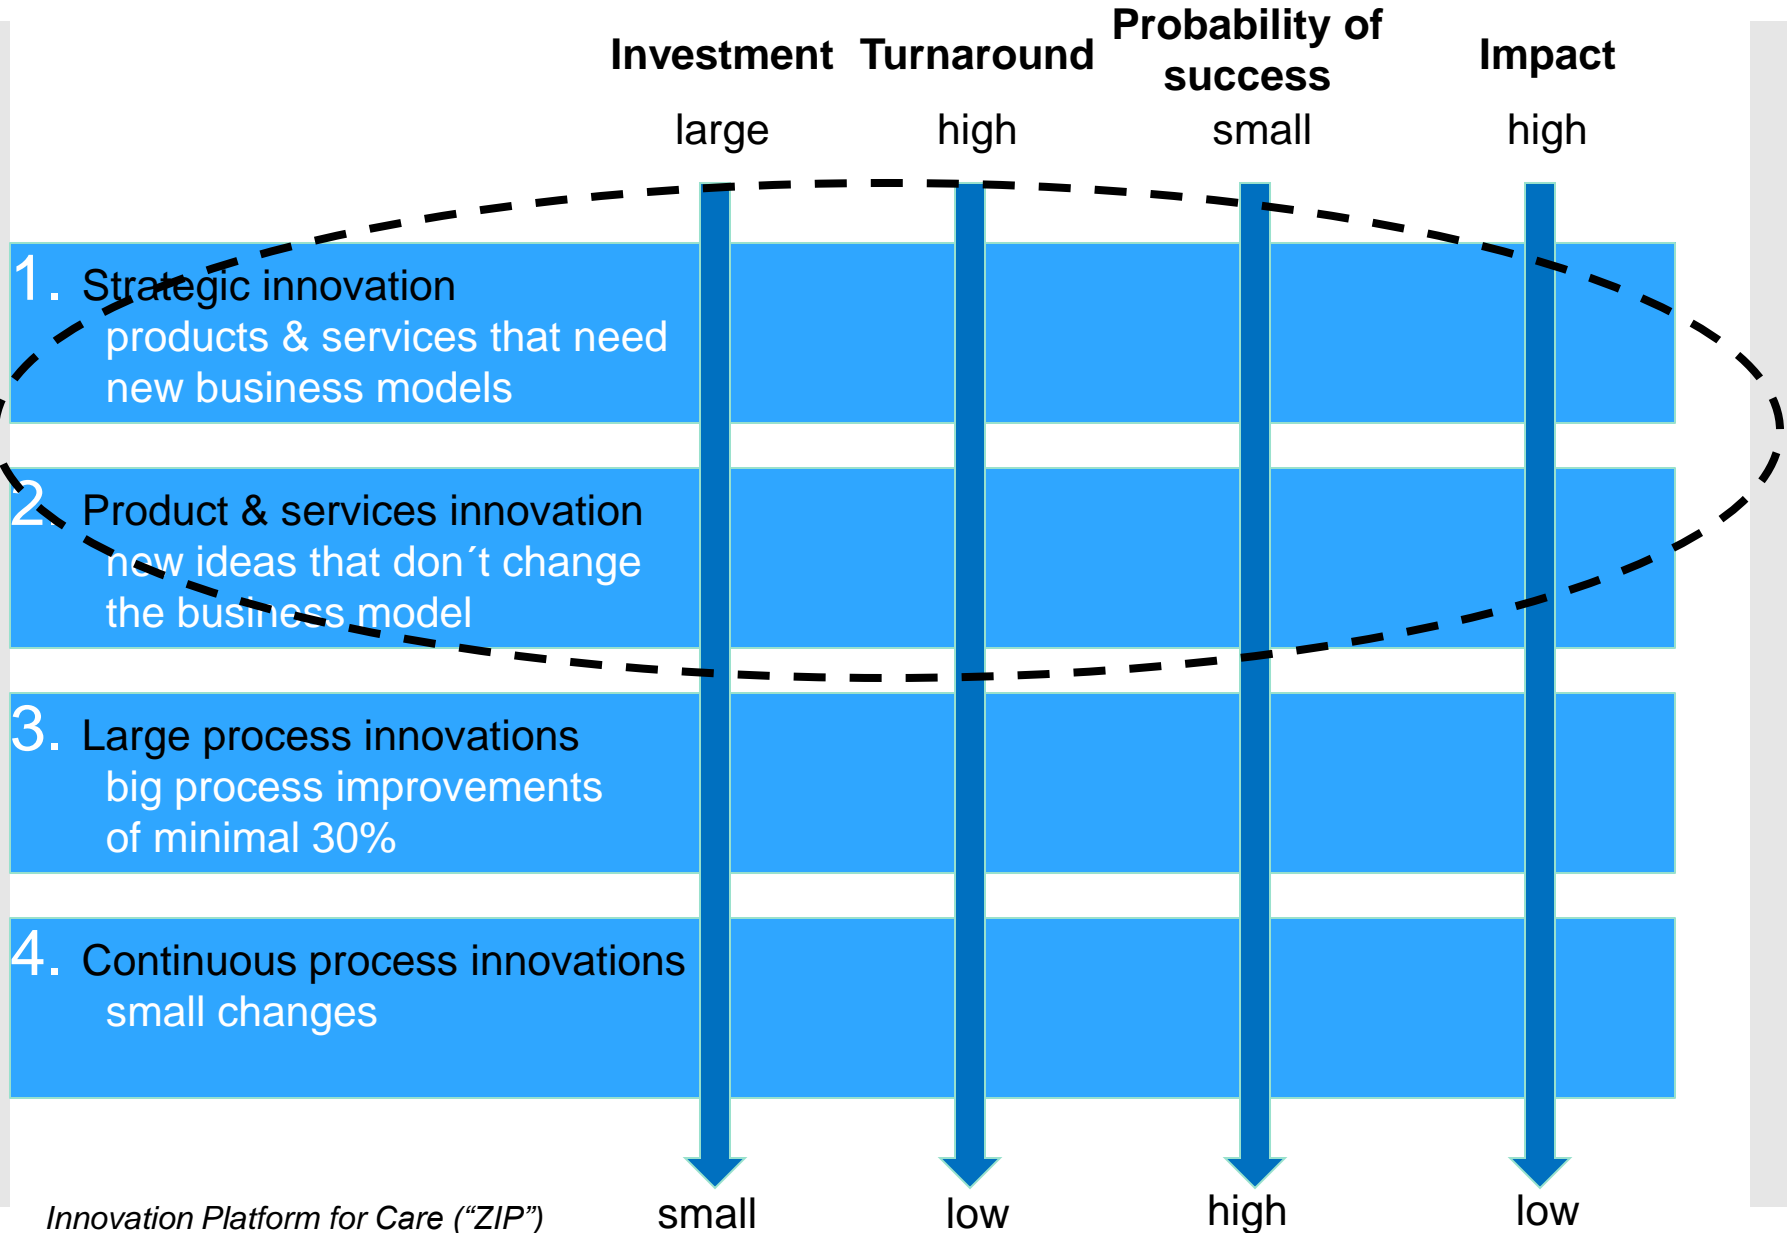 Investment Turnaround Probability of success Impact
large high small high
1. Strategic innovation
products & services that need
new business models
2. Product & services innovation
new ideas that don´t change
the business model
3. Large process innovations
big process improvements
of minimal 30%
4. Continuous process innovations
small changes
small low high low
Innovation Platform for Care (“ZIP”)